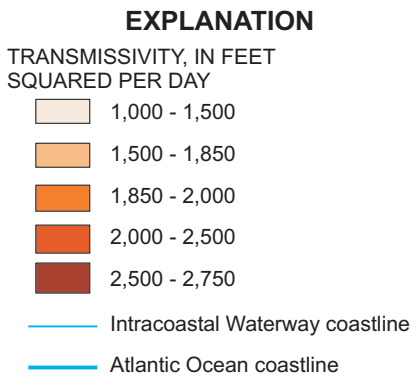 EXPLANATION
TRANSMISSIVITY, IN FEET
SQUARED PER DAY
1,000 - 1,500
1,500 - 1,850
1,850 - 2,000
2,000 - 2,500
2,500 - 2,750
Intracoastal Waterway coastline
Atlantic Ocean coastline